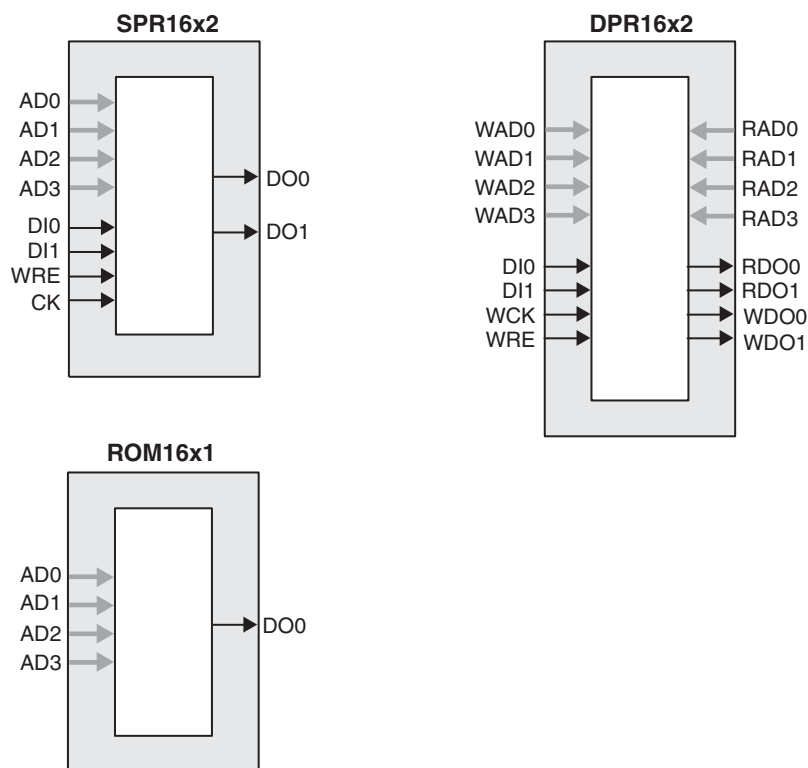 SPR16x2
AD0
AD1
AD2
AD3
DI0
DI1
WRE
CK
DO0
DO1
DPR16x2
WAD0
WAD1
WAD2
WAD3
DI0
DI1
WCK
WRE
RAD0
RAD1
RAD2
RAD3
RDO0
RDO1
WDO0
WDO1
ROM16x1
AD0
AD1
AD2
AD3
DO0